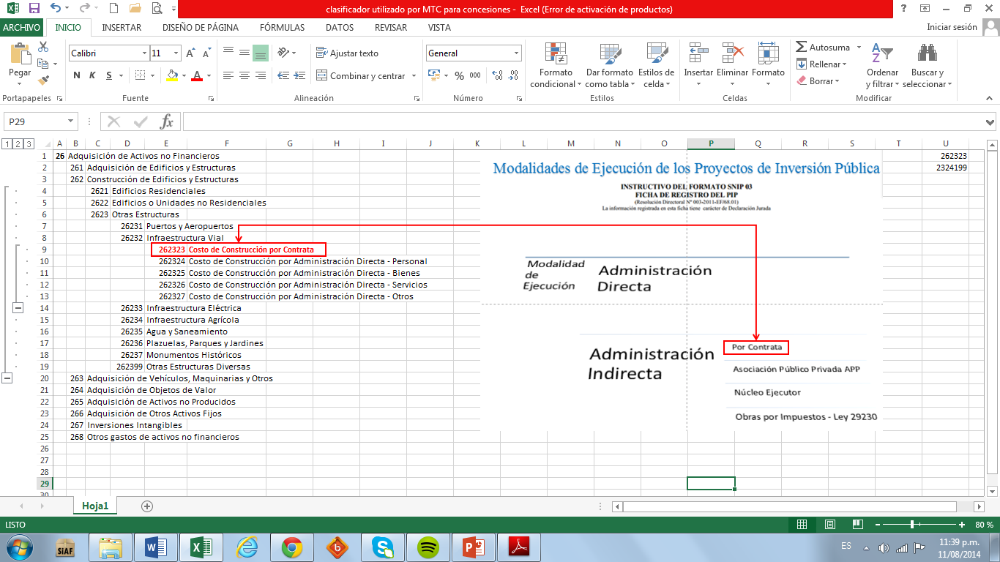 clasificador utilizado por MTC para concesiones - Excel (Error de activación de productos)
ARCHIVO INICIO INSERTAR DISEÑO DE PÁGINA FÓRMULAS DATOS REVISAR VISTA Iniciar sesión
Calibri 11 Ajustar texto General Autosuma
Pegar N K S Combinar y centrar % 000 Formato condicional Dar formato como tabla Estilos de celda Insertar Eliminar Formato Rellenar Borrar Ordenar y filtrar Buscar y seleccionar
Portapapeles Fuente Alineación Número Estilos Celdas Modificar
P29 fx
1 2 3 A B C D E F G H I J K L M N O P Q R S T U
1 26 Adquisición de Activos no Financieros 262323
2 261 Adquisición de Edificios y Estructuras 2324199
3 262 Construcción de Edificios y Estructuras
4 2621 Edificios Residenciales
5 2622 Edificios o Unidades no Residenciales
6 2623 Otras Estructuras
7 26231 Puertos y Aeropuertos
8 26232 Infraestructura Vial
9 262323 Costo de Construcción por Contrata
10 262324 Costo de Construcción por Administración Directa - Personal
11 262325 Costo de Construcción por Administración Directa - Bienes
12 262326 Costo de Construcción por Administración Directa - Servicios
13 262327 Costo de Construcción por Administración Directa - Otros
14 26233 Infraestructura Eléctrica
15 26234 Infraestructura Agrícola
16 26235 Agua y Saneamiento
17 26236 Plazuelas, Parques y Jardines
18 26237 Monumentos Históricos
19 262399 Otras Estructuras Diversas
20 263 Adquisición de Vehículos, Maquinarias y Otros
21 264 Adquisición de Objetos de Valor
22 265 Adquisición de Activos no Producidos
23 266 Adquisición de Otros Activos Fijos
24 267 Inversiones Intangibles
25 268 Otros gastos de activos no financieros
26
27
28
29
30
Modalidades de Ejecución de los Proyectos de Inversión Pública
INSTRUCTIVO DEL FORMATO SNIP 03
FICHA DE REGISTRO DEL PIP
(Resolución Directoral Nº 003-2011-EF/68.01)
La información registrada en esta ficha tiene carácter de Declaración Jurada
Modalidad
de
Ejecución
Administración
Directa
Administración
Indirecta
Por Contrata
Asociación Público Privada APP
Núcleo Ejecutor
Obras por Impuestos - Ley 29230
Hoja1
LISTO 80 %
SIAF ES 11:39 p.m.
11/08/2014